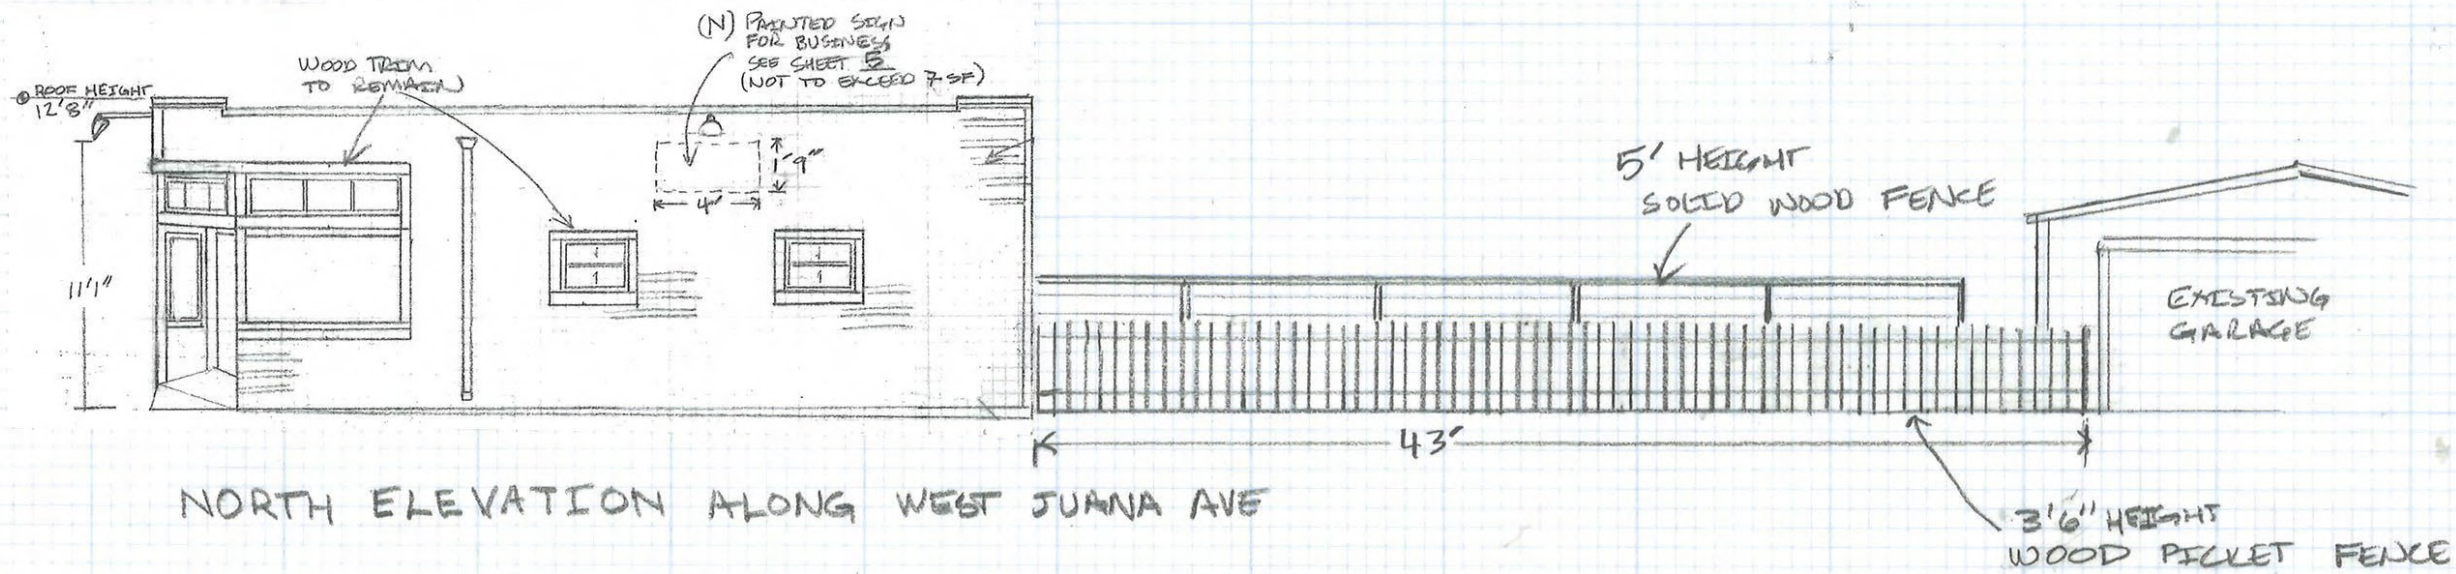 (N) PAINTED SIGN
FOR BUSINESS
SEE SHEET 5
(NOT TO EXCEED 7 SF)
WOOD TRIM
TO REMAIN
ROOF HEIGHT
12'8"
11'1"
1'9"
4'
5' HEIGHT
SOLID WOOD FENCE
EXISTING
GARAGE
43'
NORTH ELEVATION ALONG WEST JUANA AVE
3'6" HEIGHT
WOOD PICKET FENCE